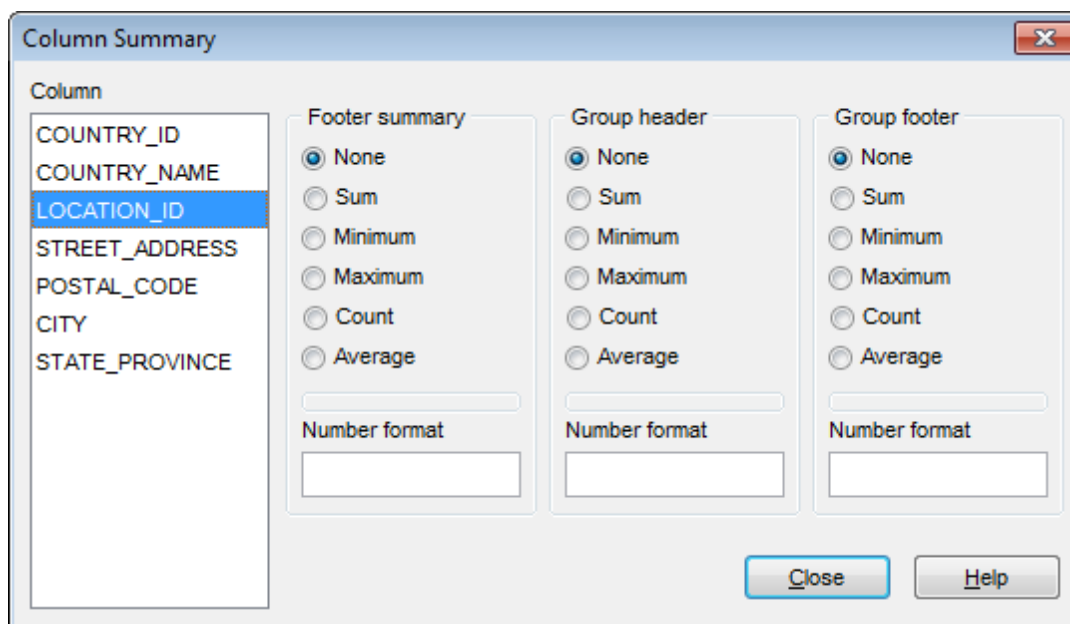 Column Summary
Column
COUNTRY_ID
COUNTRY_NAME
LOCATION_ID
STREET_ADDRESS
POSTAL_CODE
CITY
STATE_PROVINCE
Footer summary
None
Sum
Minimum
Maximum
Count
Average
Number format
Group header
None
Sum
Minimum
Maximum
Count
Average
Number format
Group footer
None
Sum
Minimum
Maximum
Count
Average
Number format
Close
Help